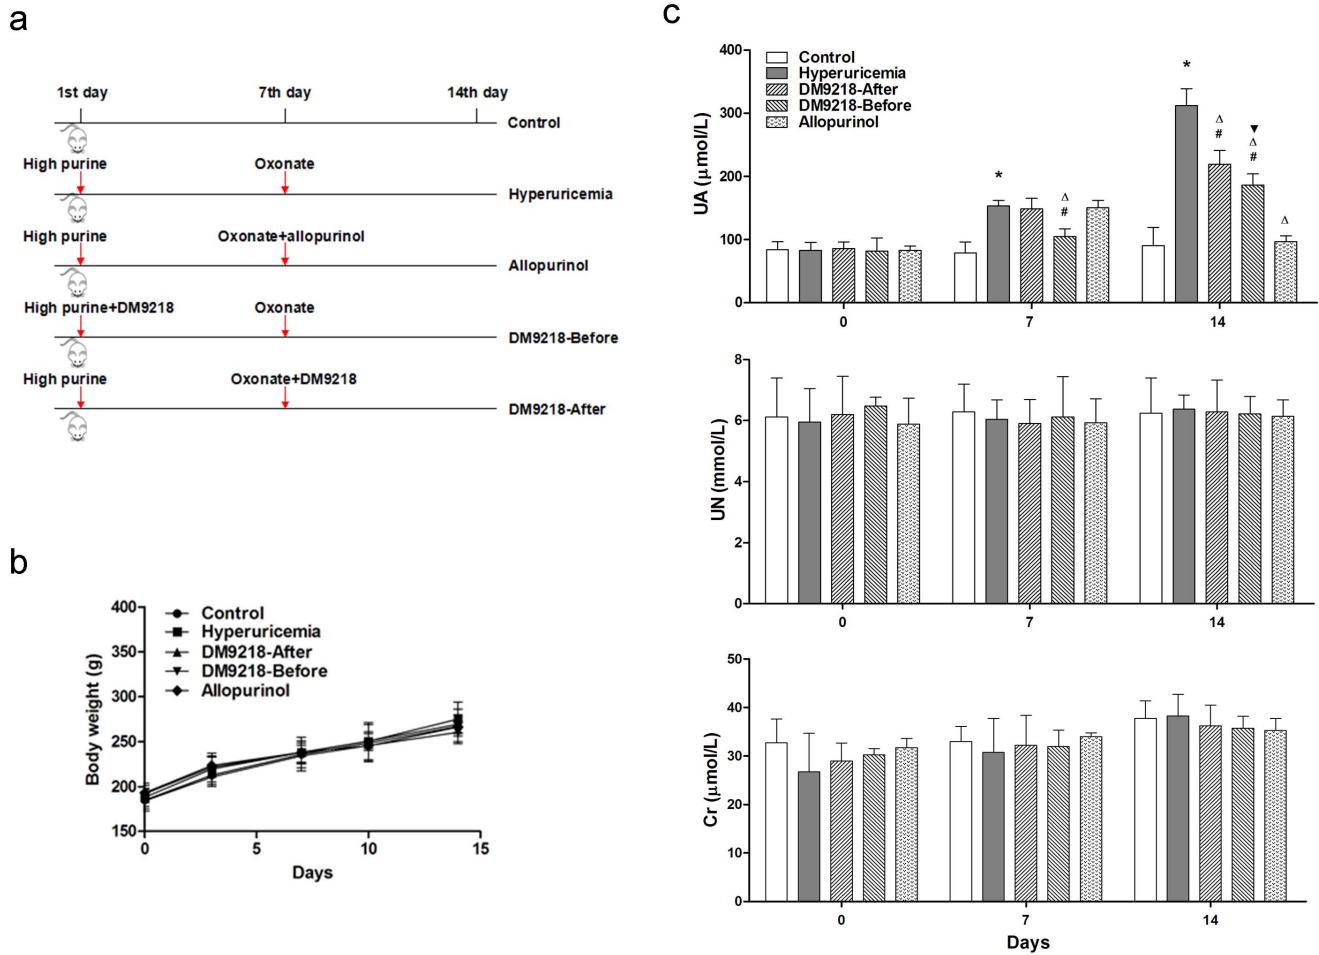 a
1st day 7th day 14th day
Control
High purine Oxonate
Hyperuricemia
High purine Oxonate+allopurinol
Allopurinol
High purine+DM9218 Oxonate
DM9218-Before
High purine Oxonate+DM9218
DM9218-After
b
400
350
300
250
200
150
Body weight (g)
Control
Hyperuricemia
DM9218-After
DM9218-Before
Allopurinol
0 5 10 15
Days
c
400
300
200
100
0
UA (μmol/L)
Control
Hyperuricemia
DM9218-After
DM9218-Before
Allopurinol
*
Δ
#
*
Δ
#
▼
Δ
#
Δ
0 7 14
8
6
4
2
0
UN (mmol/L)
0 7 14
50
40
30
20
10
0
Cr (μmol/L)
0 7 14
Days